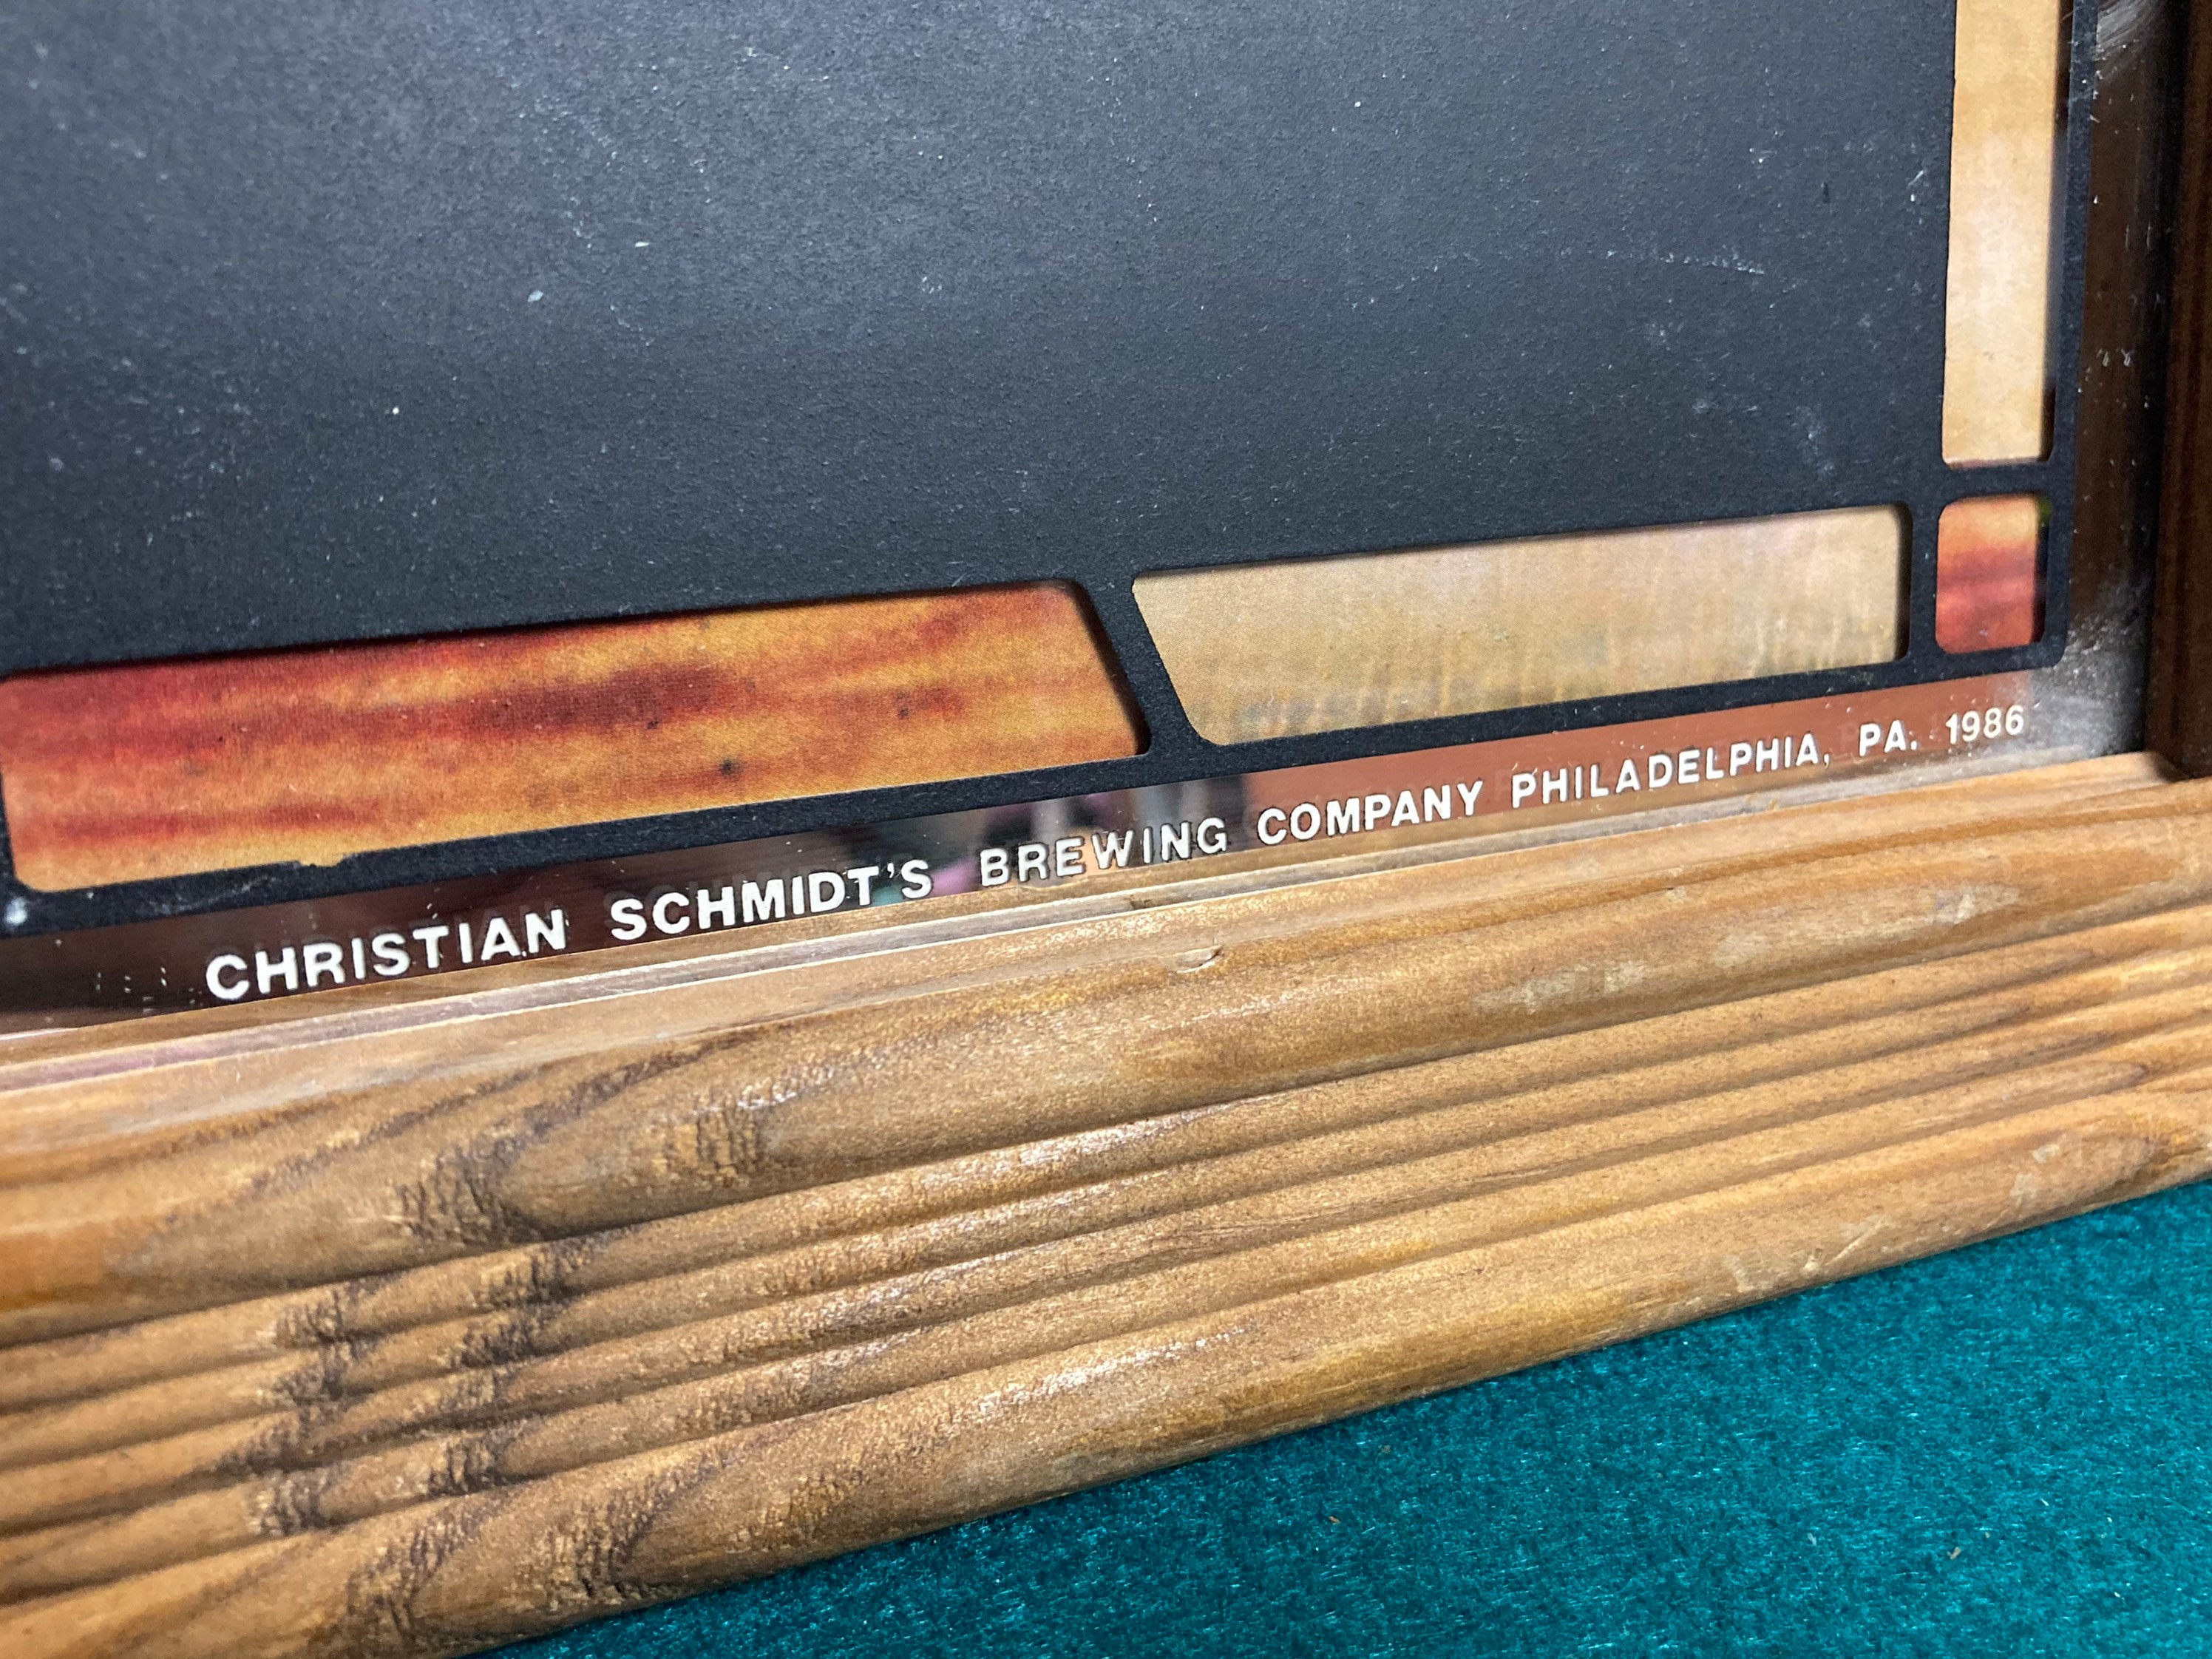 CHRISTIAN SCHMIDT'S BREWING COMPANY PHILADELPHIA, PA. 1986